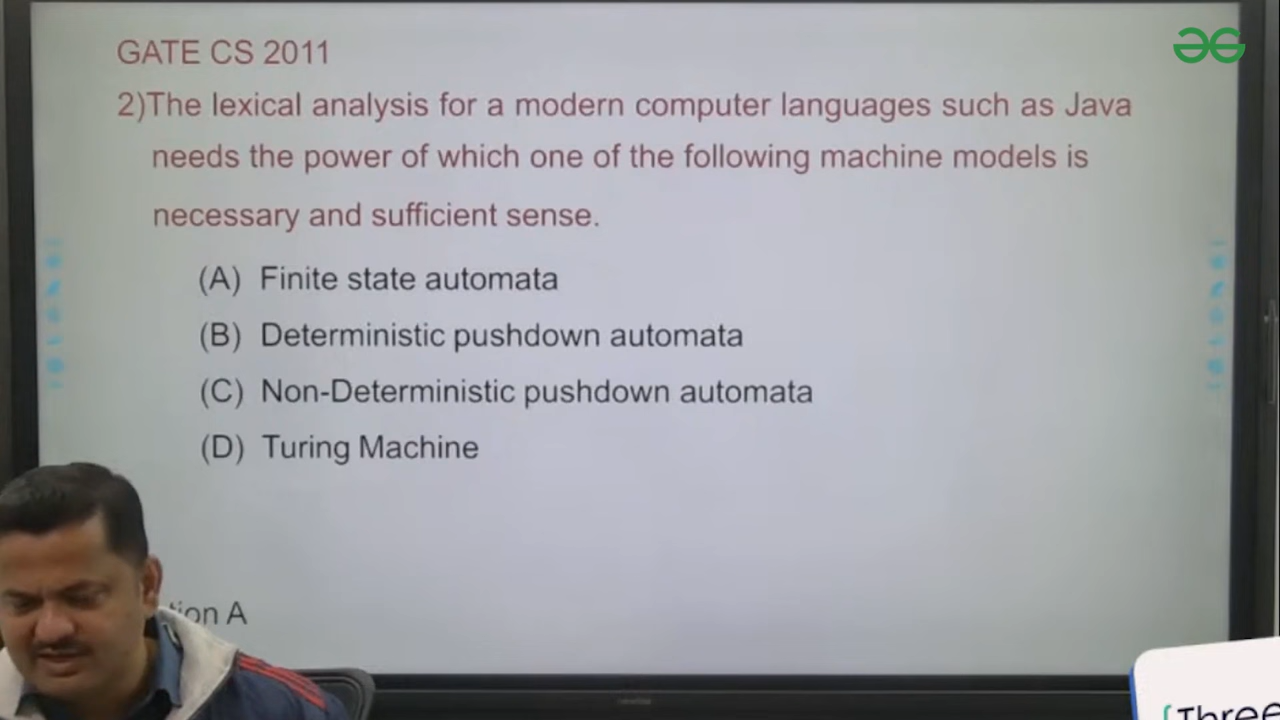 GATE CS 2011
2)The lexical analysis for a modern computer languages such as Java
needs the power of which one of the following machine models is
necessary and sufficient sense.
(A) Finite state automata
(B) Deterministic pushdown automata
(C) Non-Deterministic pushdown automata
(D) Turing Machine
tion A
{Three